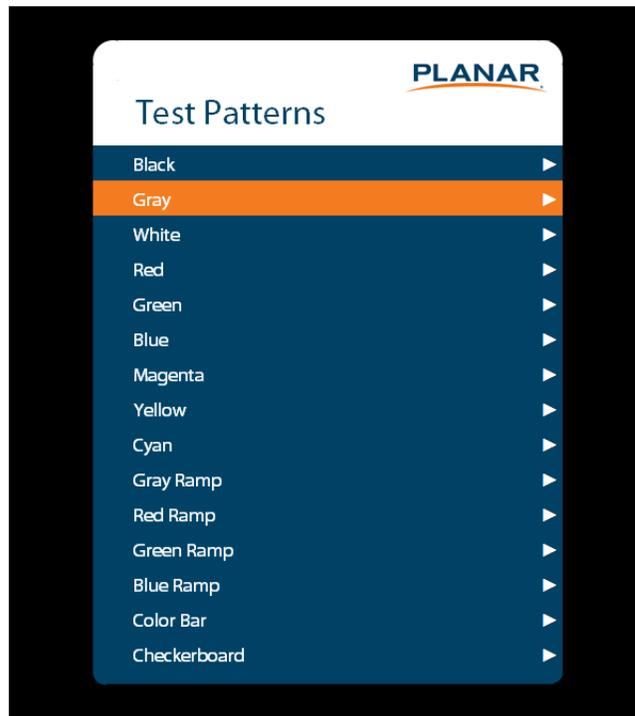 PLANAR
Test Patterns
Black
Gray
White
Red
Green
Blue
Magenta
Yellow
Cyan
Gray Ramp
Red Ramp
Green Ramp
Blue Ramp
Color Bar
Checkerboard